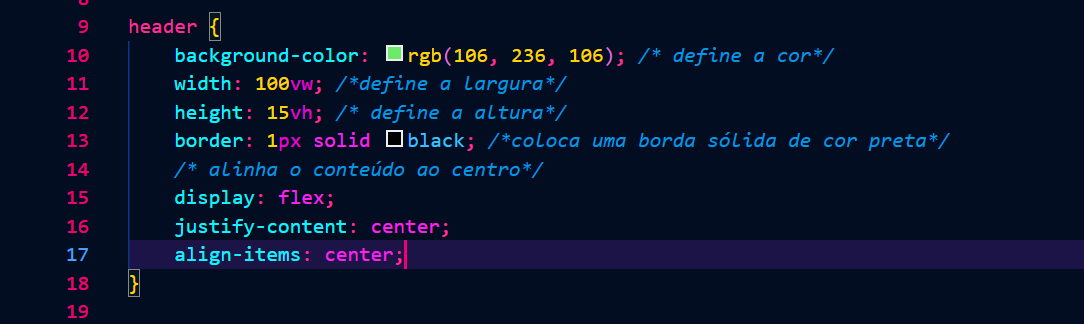 8
9 header {
10 background-color: rgb(106, 236, 106); /* define a cor*/
11 width: 100vw; /*define a largura*/
12 height: 15vh; /* define a altura*/
13 border: 1px solid black; /*coloca uma borda sólida de cor preta*/
14 /* alinha o conteúdo ao centro*/
15 display: flex;
16 justify-content: center;
17 align-items: center;
18 }
19